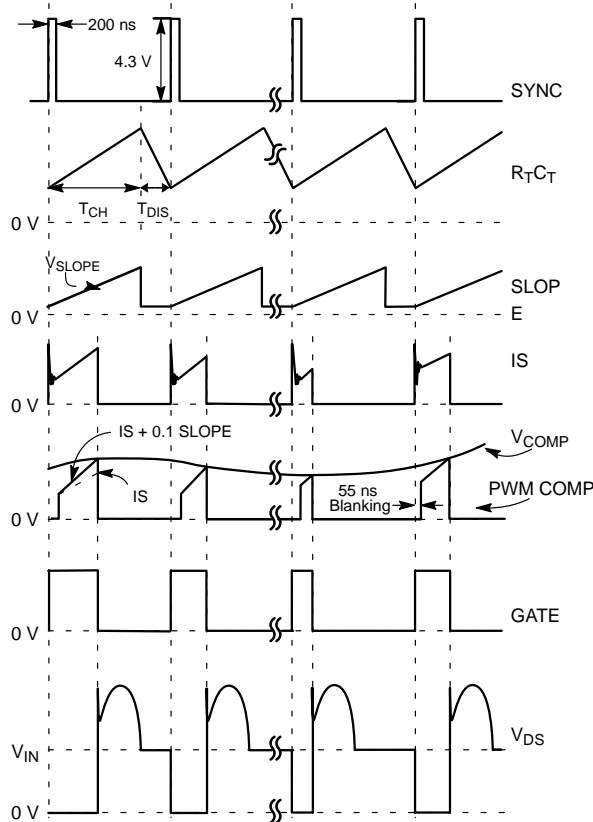 200 ns
4.3 V
SYNC
RTCT
TCH
TDIS
0 V
VSLOPE
SLOP
E
0 V
IS
0 V
IS + 0.1 SLOPE
VCOMP
IS
55 ns
Blanking
PWM COMP
0 V
GATE
0 V
VDS
VIN
0 V